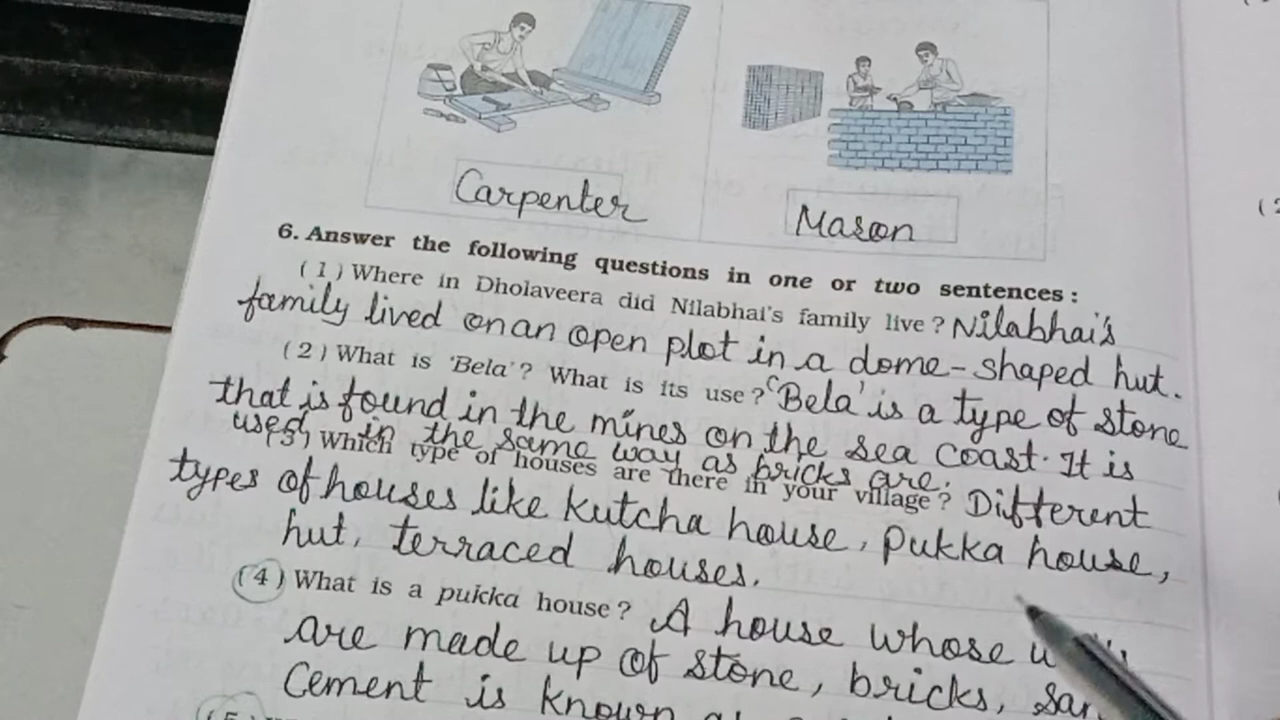 Carpenter
Mason
6. Answer the following questions in one or two sentences :
( 1 ) Where in Dholaveera did Nilabhai's family live ? Nilabhai's
family lived on an open plot in a dome-shaped hut.
( 2 ) What is 'Bela' ? What is its use ? 'Bela' is a type of stone
that is found in the mines on the sea coast. It is
used in the same way as bricks are.
( 3 ) Which type of houses are there in your village ? Different
types of houses like Kutcha house, Pukka house,
hut, terraced houses.
( 4 ) What is a pukka house ? A house whose
are made up of stone, bricks,
Cement is known